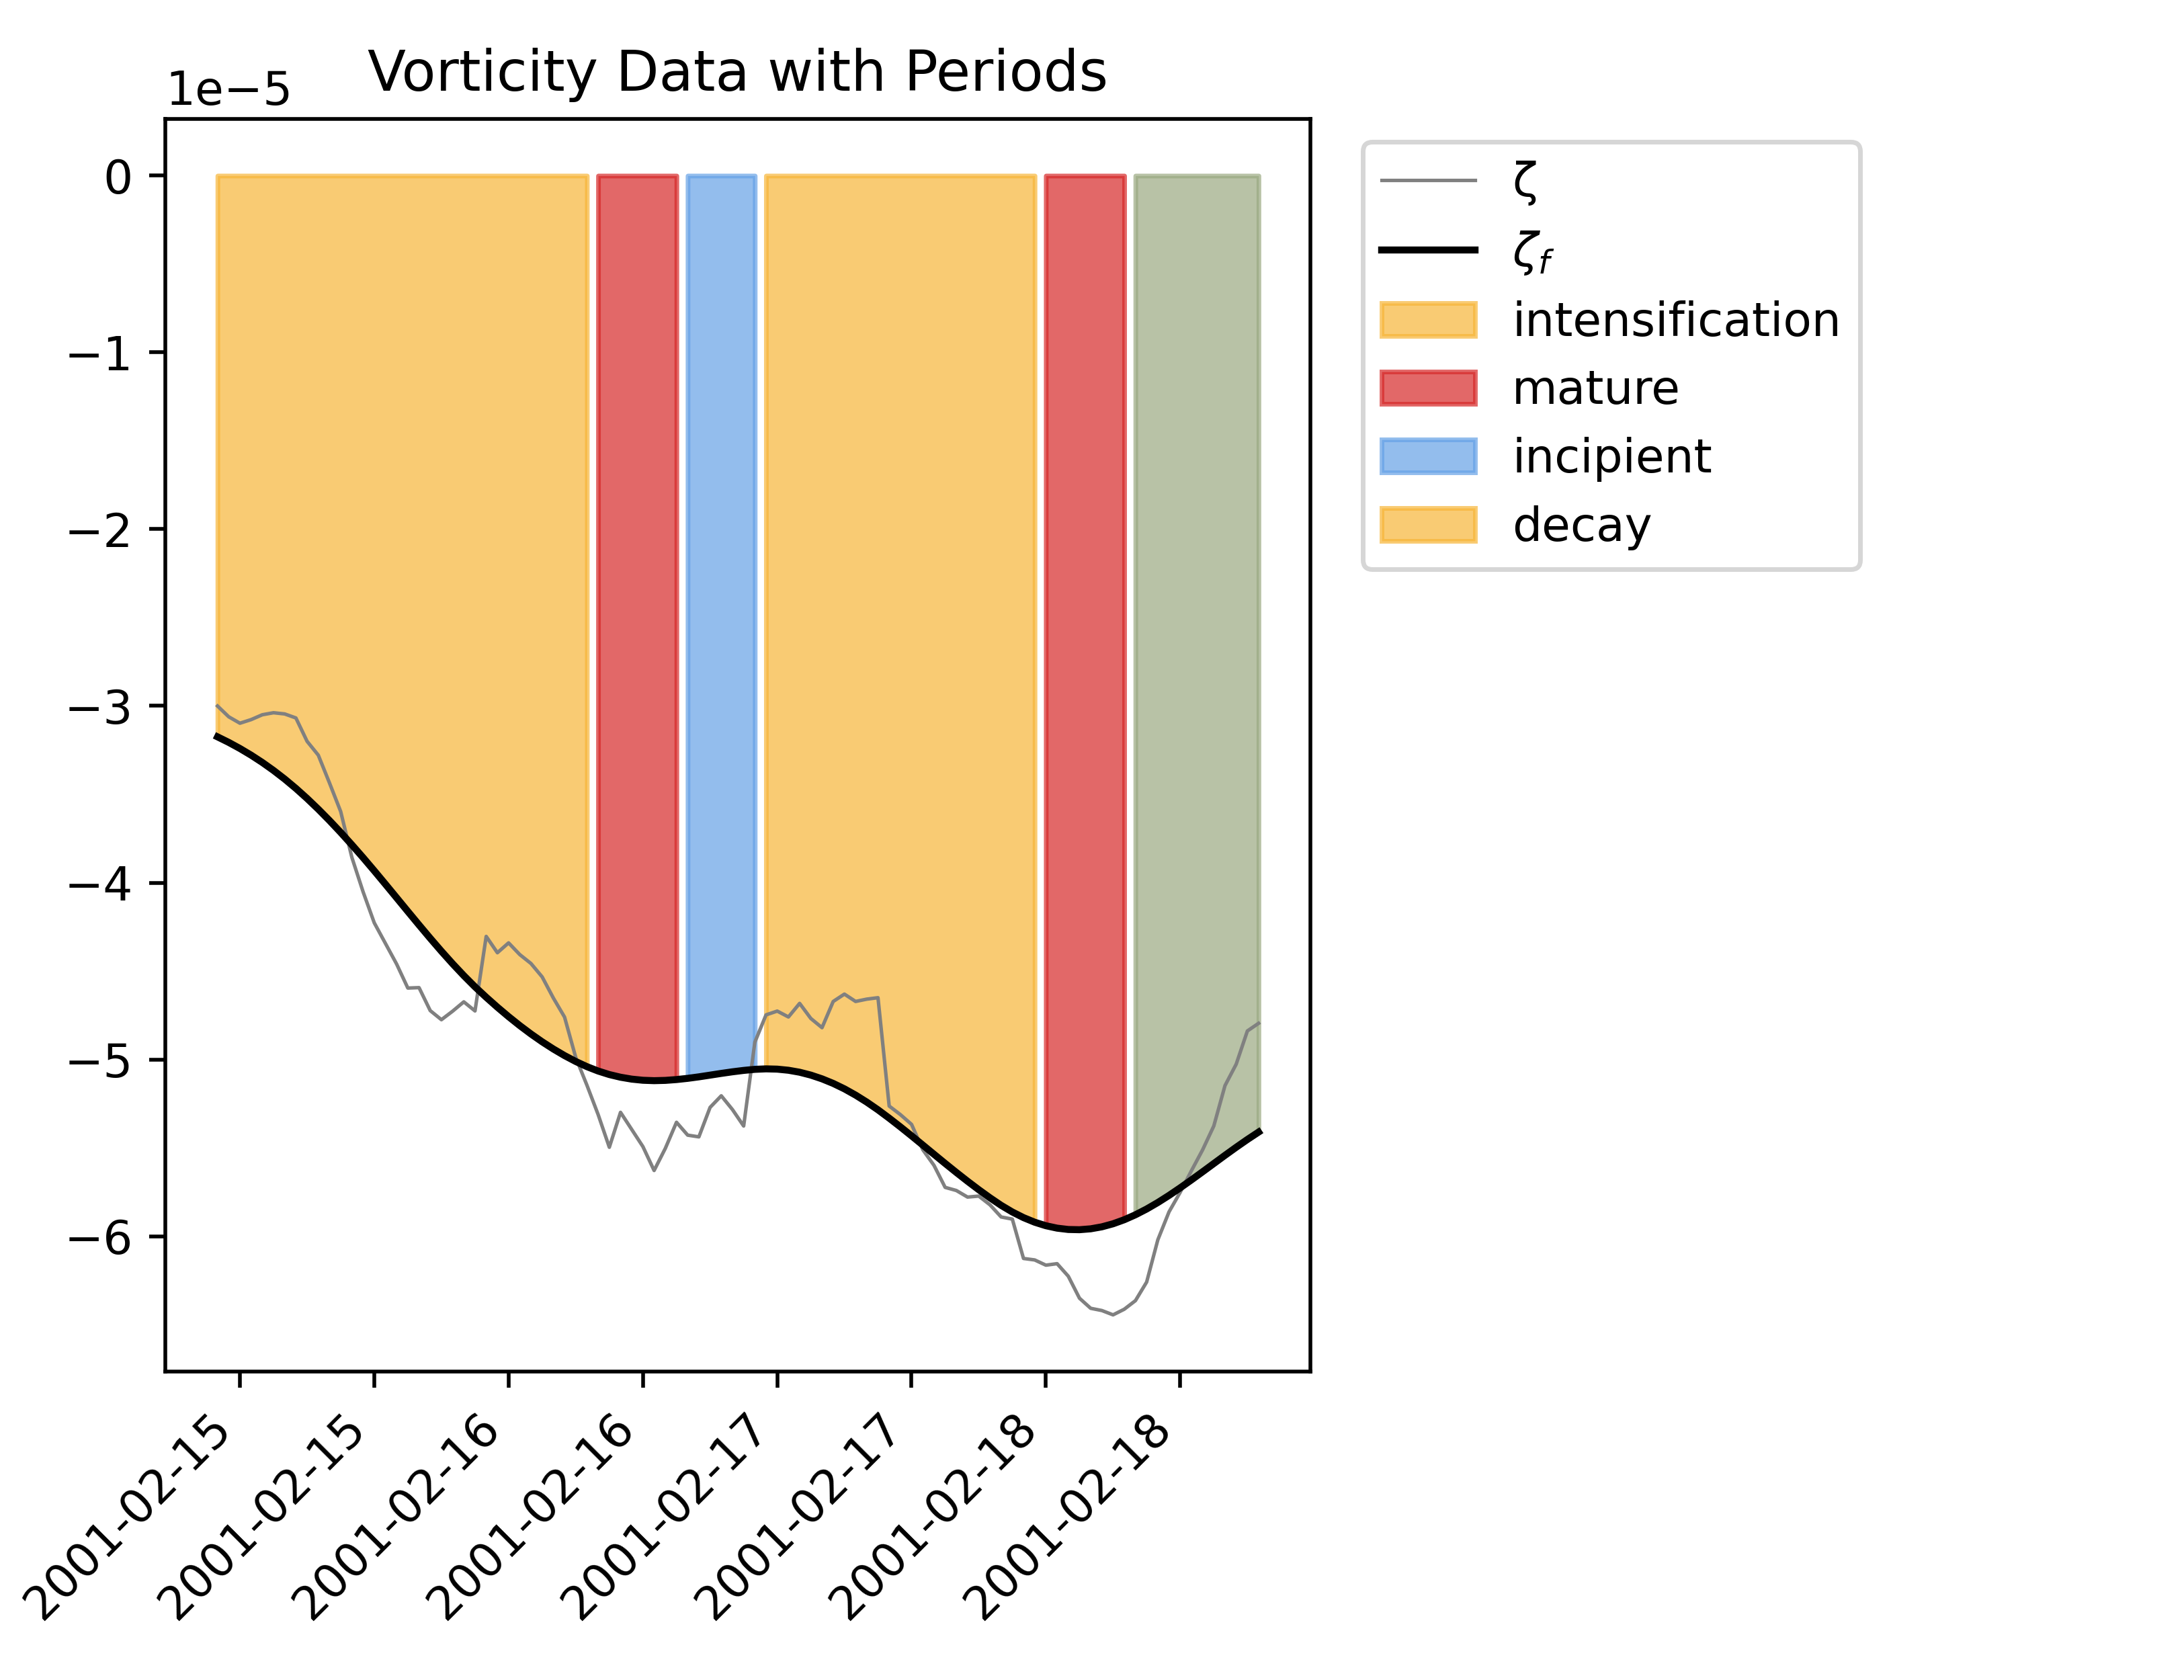 Vorticity Data with Periods
1e−5
0
−1
−2
−3
−4
−5
−6
2001-02-15
2001-02-15
2001-02-16
2001-02-16
2001-02-17
2001-02-17
2001-02-18
2001-02-18
ζ
ζf
intensification
mature
incipient
decay